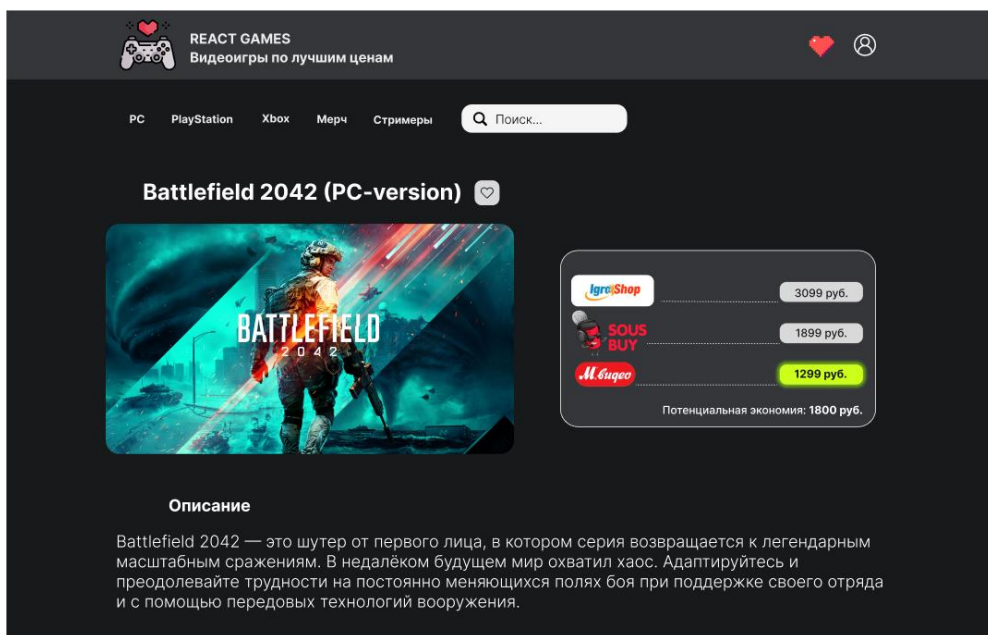 REACT GAMES
Видеоигры по лучшим ценам
PC PlayStation Xbox Мерч Стримеры Поиск...
Battlefield 2042 (PC-version)
BATTLEFIELD
2042
IgroShop 3099 руб.
SOUS
BUY 1899 руб.
М.видео 1299 руб.
Потенциальная экономия: 1800 руб.
Описание
Battlefield 2042 — это шутер от первого лица, в котором серия возвращается к легендарным
масштабным сражениям. В недалёком будущем мир охватил хаос. Адаптируйтесь и
преодолевайте трудности на постоянно меняющихся полях боя при поддержке своего отряда
и с помощью передовых технологий вооружения.